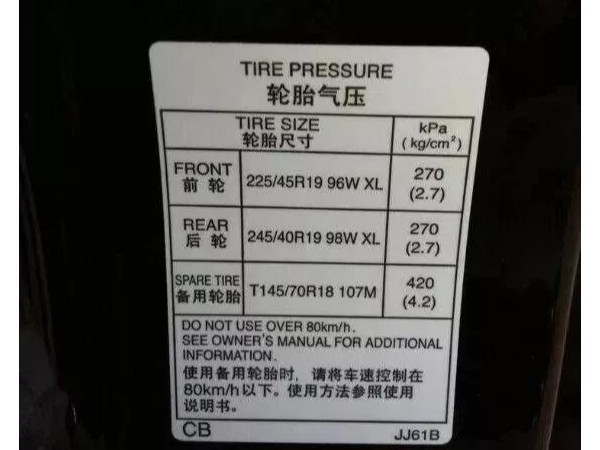 TIRE PRESSURE
轮胎气压
TIRE SIZE
轮胎尺寸
kPa
(kg/cm²)
FRONT
前 轮
225/45R19 96W XL
270
(2.7)
REAR
后 轮
245/40R19 98W XL
270
(2.7)
SPARE TIRE
备用轮胎
T145/70R18 107M
420
(4.2)
DO NOT USE OVER 80km/h.
SEE OWNER'S MANUAL FOR ADDITIONAL
INFORMATION.
使用备用轮胎时，请将车速控制在
80km/h以下。使用方法参照使用
说明书。
CB
JJ61B